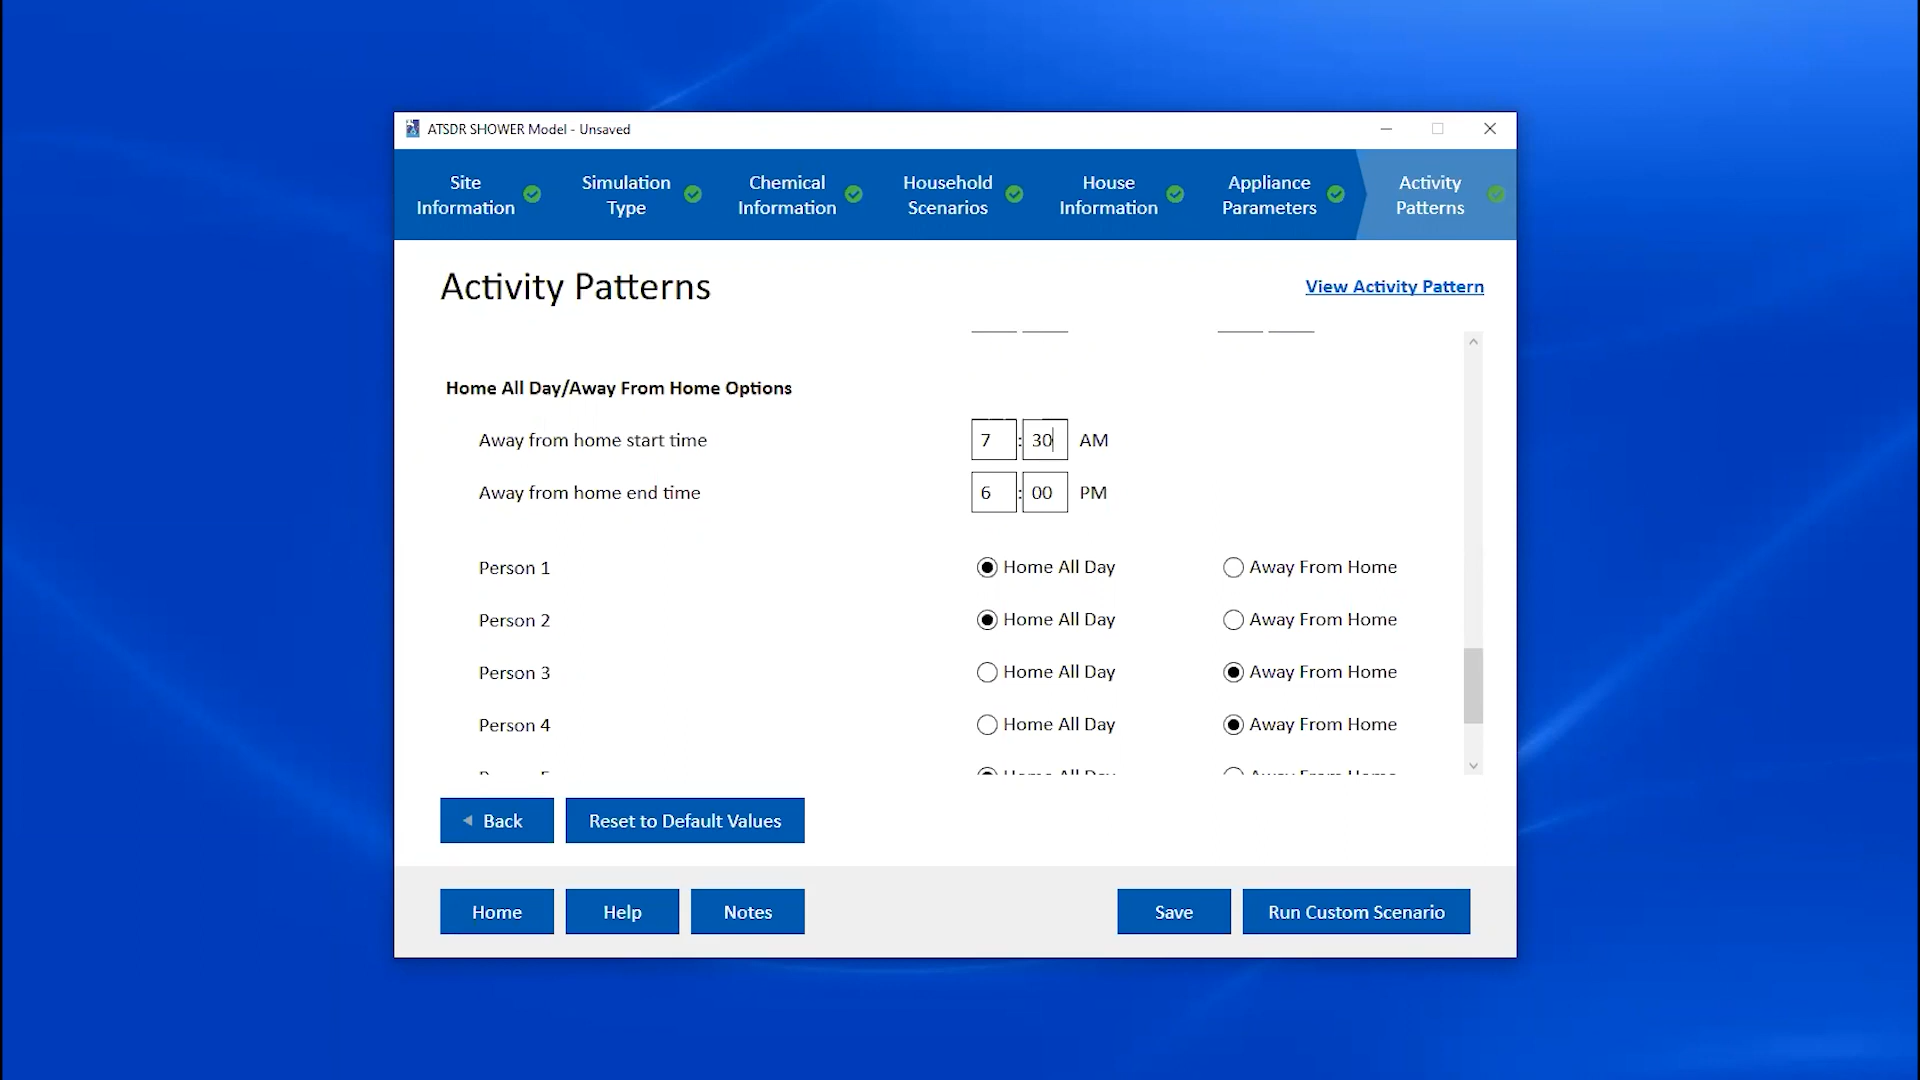 ATSDR SHOWER Model - Unsaved
Site Information
Simulation Type
Chemical Information
Household Scenarios
House Information
Appliance Parameters
Activity Patterns
Activity Patterns
View Activity Pattern
Home All Day/Away From Home Options
Away from home start time 7 : 30 AM
Away from home end time 6 : 00 PM
Person 1 Home All Day Away From Home
Person 2 Home All Day Away From Home
Person 3 Home All Day Away From Home
Person 4 Home All Day Away From Home
Back Reset to Default Values
Home Help Notes Save Run Custom Scenario